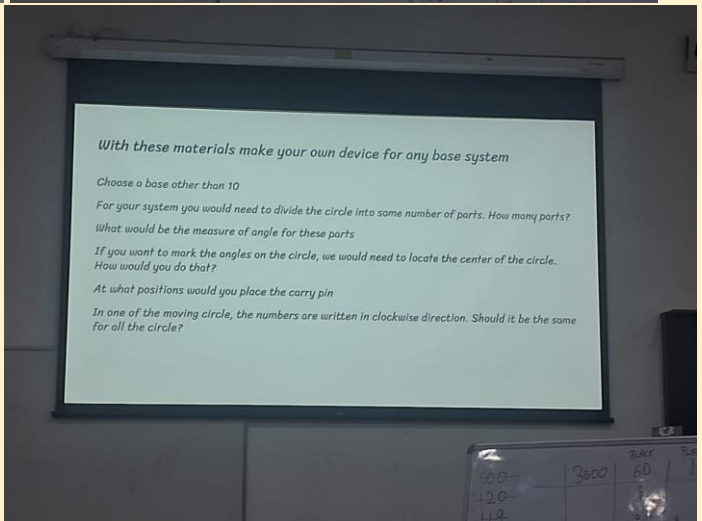 With these materials make your own device for any base system
Choose a base other than 10
For your system you would need to divide the circle into some number of parts. How many parts?
What would be the measure of angle for these parts
If you want to mark the angles on the circle, we would need to locate the center of the circle.
How would you do that?
At what positions would you place the carry pin
In one of the moving circle, the numbers are written in clockwise direction. Should it be the same
for all the circle?
PLACE
3600 60